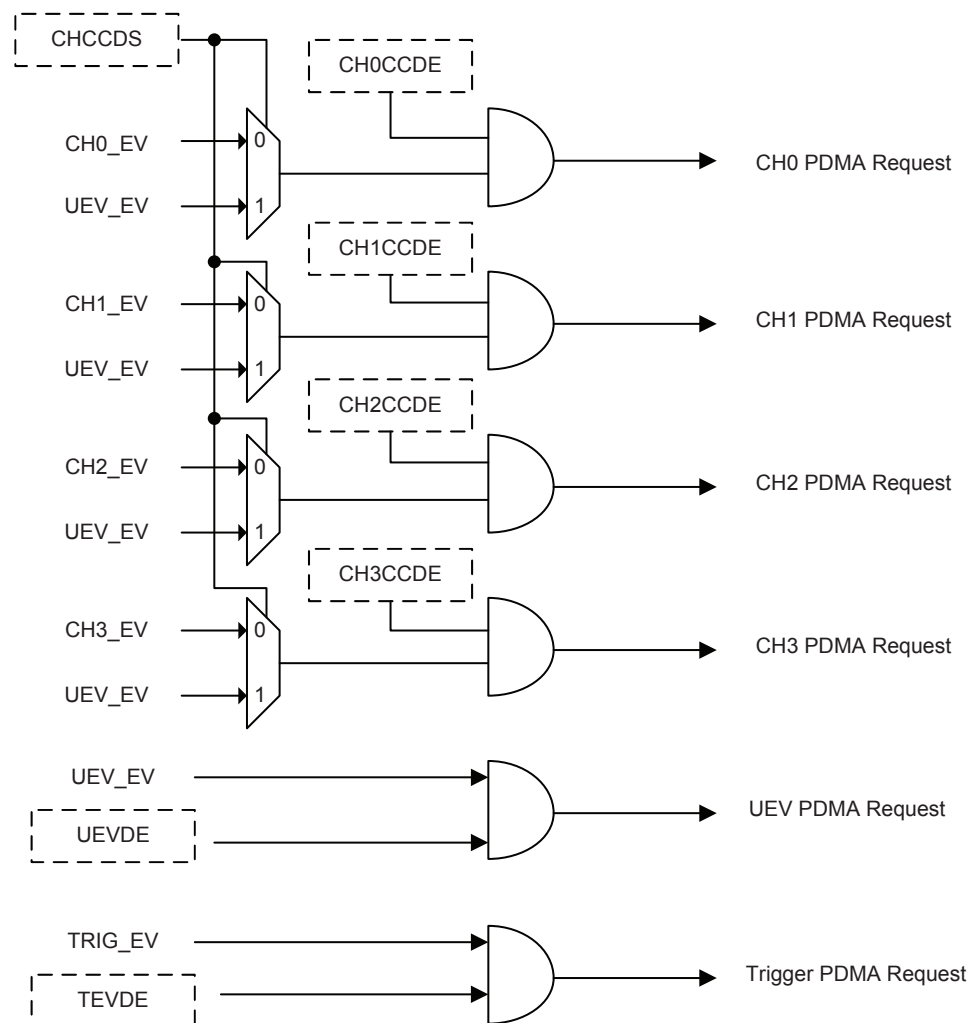 CHCCDS
CH0CCDE
CH0_EV
0
UEV_EV
1
CH0 PDMA Request
CH1CCDE
CH1_EV
0
UEV_EV
1
CH1 PDMA Request
CH2CCDE
CH2_EV
0
UEV_EV
1
CH2 PDMA Request
CH3CCDE
CH3_EV
0
UEV_EV
1
CH3 PDMA Request
UEV_EV
UEVDE
UEV PDMA Request
TRIG_EV
TEVDE
Trigger PDMA Request